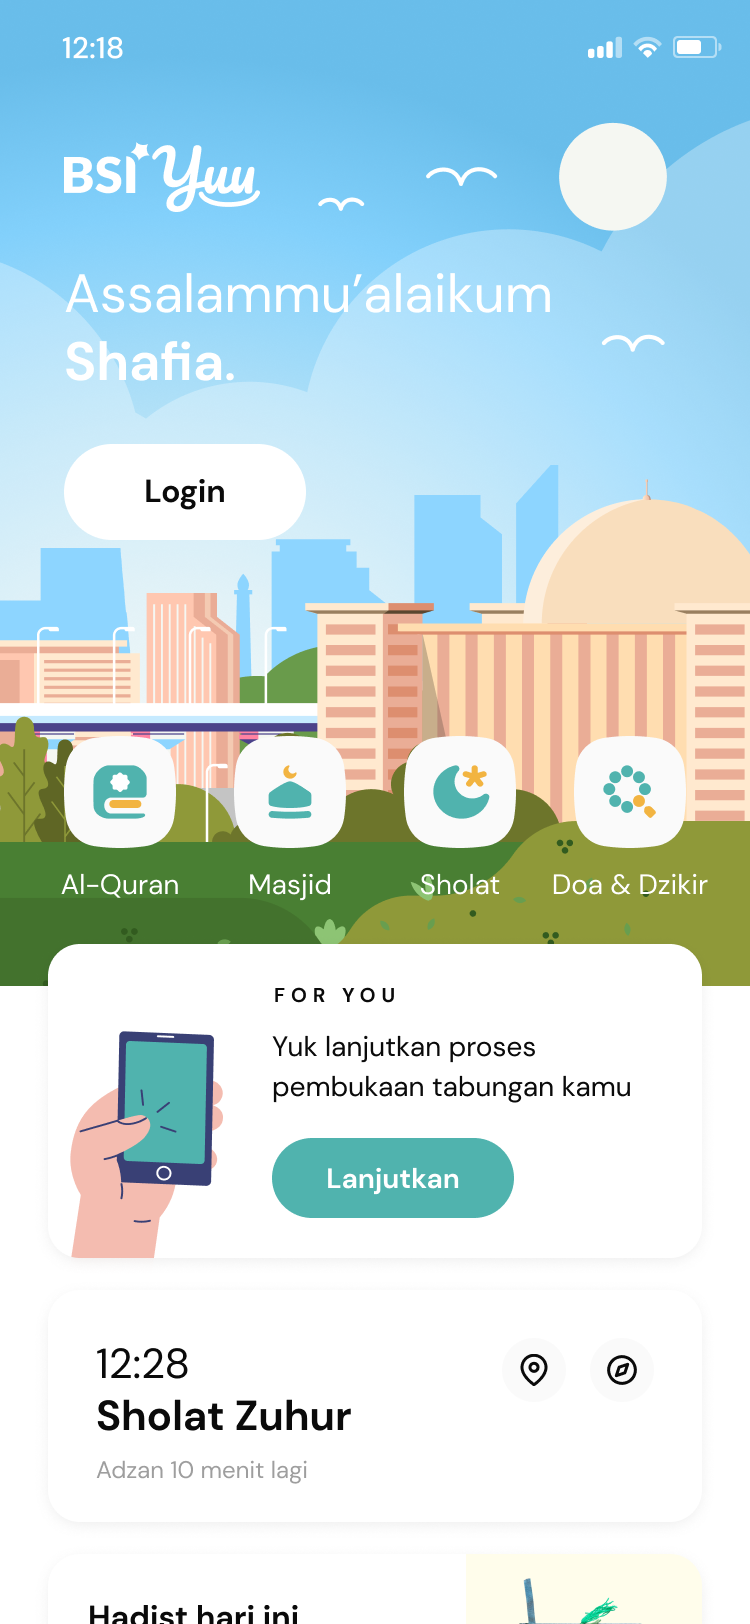 12:18
BSI Yuu
Assalammu’alaikum
Shafia.
Login
Al-Quran
Masjid
Sholat
Doa & Dzikir
FOR YOU
Yuk lanjutkan proses
pembukaan tabungan kamu
Lanjutkan
12:28
Sholat Zuhur
Adzan 10 menit lagi
Hadist hari ini